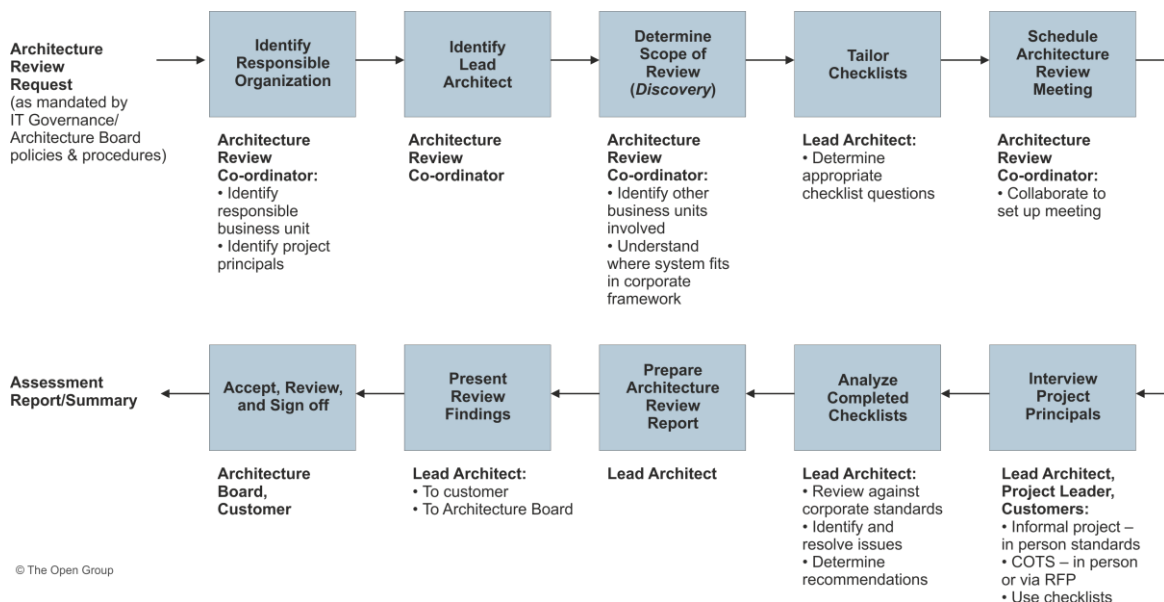 Architecture
Review
Request
(as mandated by
IT Governance/
Architecture Board
policies & procedures)
Identify
Responsible
Organization
Architecture
Review
Co-ordinator:
• Identify
responsible
business unit
• Identify project
principals
Identify
Lead
Architect
Architecture
Review
Co-ordinator
Determine
Scope of
Review
(Discovery)
Architecture
Review
Co-ordinator:
• Identify other
business units
involved
• Understand
where system fits
in corporate
framework
Tailor
Checklists
Lead Architect:
• Determine
appropriate
checklist questions
Schedule
Architecture
Review
Meeting
Architecture
Review
Co-ordinator:
• Collaborate to
set up meeting
Interview
Project
Principals
Lead Architect,
Project Leader,
Customers:
• Informal project –
in person standards
• COTS – in person
or via RFP
• Use checklists
Analyze
Completed
Checklists
Lead Architect:
• Review against
corporate standards
• Identify and
resolve issues
• Determine
recommendations
Prepare
Architecture
Review
Report
Lead Architect
Present
Review
Findings
Lead Architect:
• To customer
• To Architecture Board
Accept, Review,
and Sign off
Architecture
Board,
Customer
Assessment
Report/Summary
© The Open Group